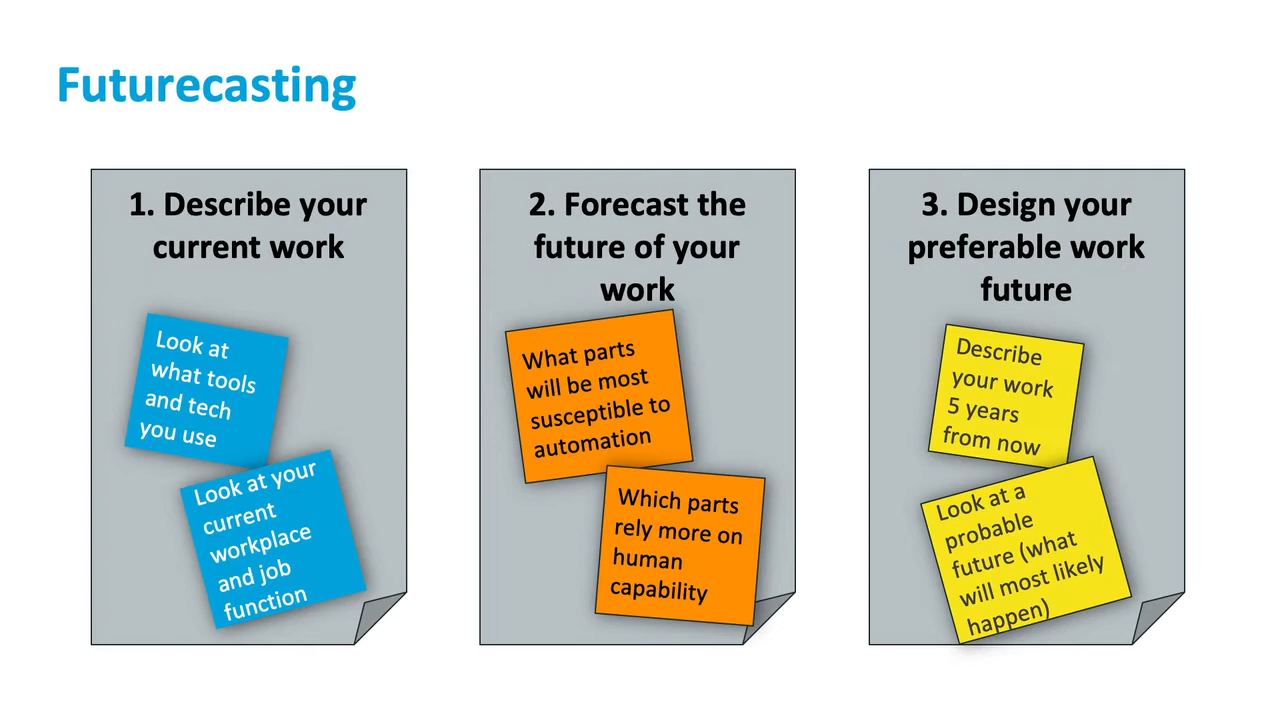 Futurecasting
1. Describe your
current work
Look at
what tools
and tech
you use
Look at your
current
workplace
and job
function
2. Forecast the
future of your
work
What parts
will be most
susceptible to
automation
Which parts
rely more on
human
capability
3. Design your
preferable work
future
Describe
your work
5 years
from now
Look at a
probable
future (what
will most likely
happen)